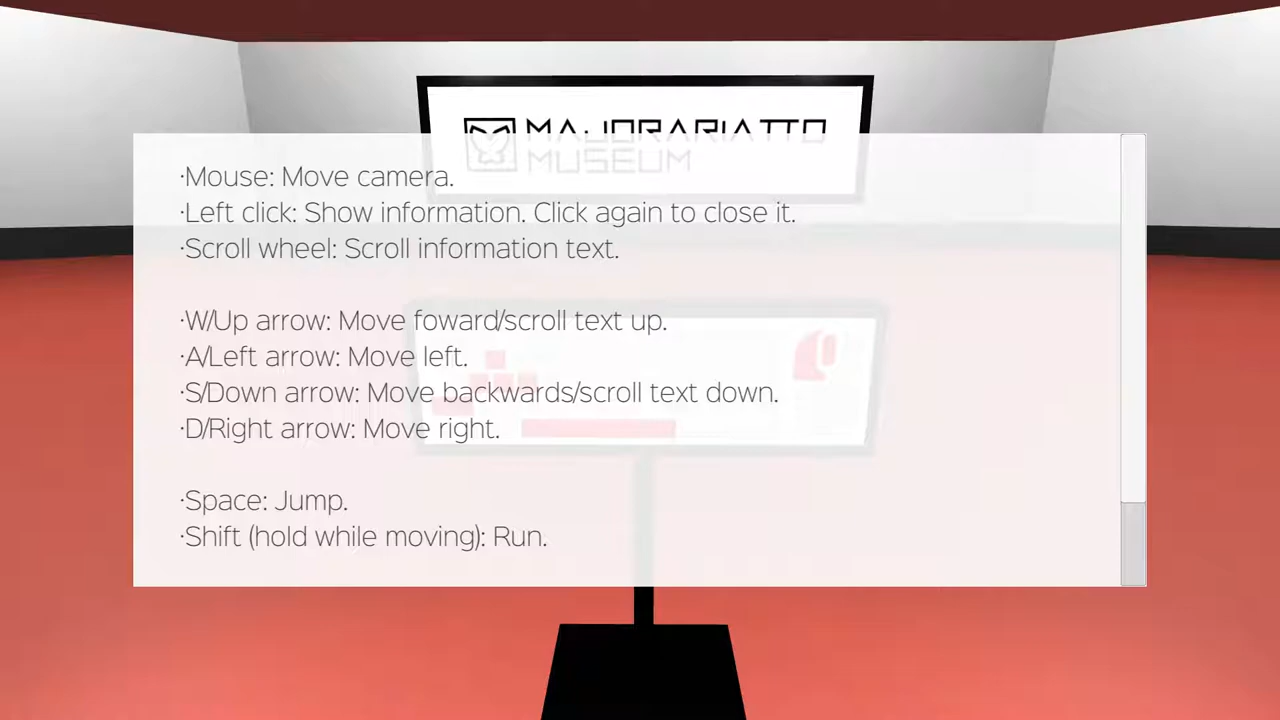 MAJORARIATTO
MUSEUM
·Mouse: Move camera.
·Left click: Show information. Click again to close it.
·Scroll wheel: Scroll information text.
·W/Up arrow: Move foward/scroll text up.
·A/Left arrow: Move left.
·S/Down arrow: Move backwards/scroll text down.
·D/Right arrow: Move right.
·Space: Jump.
·Shift (hold while moving): Run.